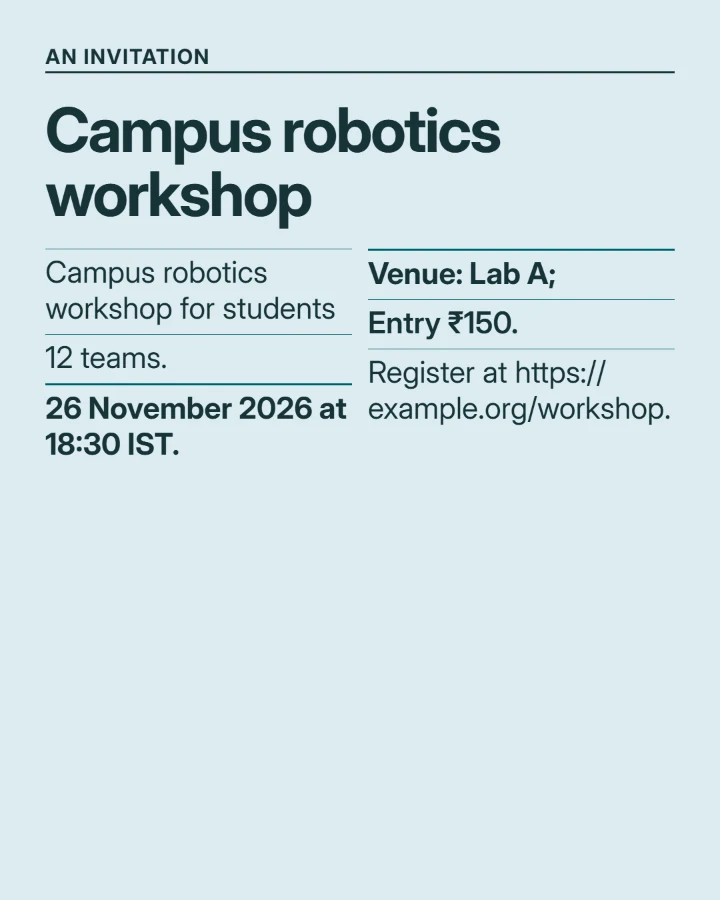 AN INVITATION
Campus robotics
workshop
Campus robotics
workshop for students
12 teams.
26 November 2026 at
18:30 IST.
Venue: Lab A;
Entry ₹150.
Register at https://
example.org/workshop.